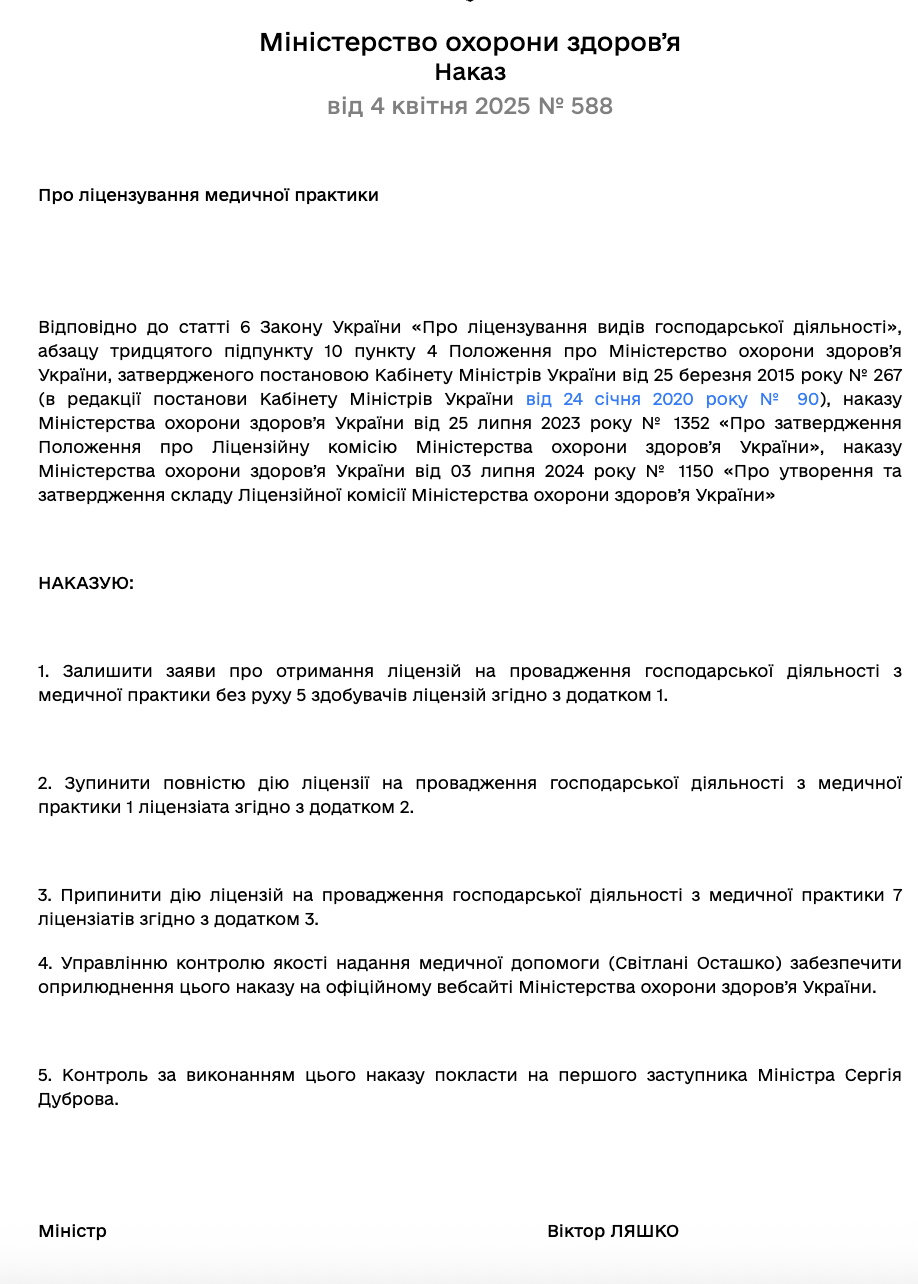 Міністерство охорони здоров’я
Наказ
від 4 квітня 2025 № 588
Про ліцензування медичної практики
Відповідно до статті 6 Закону України «Про ліцензування видів господарської діяльності»,
абзацу тридцятого підпункту 10 пункту 4 Положення про Міністерство охорони здоров’я
України, затвердженого постановою Кабінету Міністрів України від 25 березня 2015 року № 267
(в редакції постанови Кабінету Міністрів України від 24 січня 2020 року № 90), наказу
Міністерства охорони здоров’я України від 25 липня 2023 року № 1352 «Про затвердження
Положення про Ліцензійну комісію Міністерства охорони здоров’я України», наказу
Міністерства охорони здоров’я України від 03 липня 2024 року № 1150 «Про утворення та
затвердження складу Ліцензійної комісії Міністерства охорони здоров’я України»
НАКАЗУЮ:
1. Залишити заяви про отримання ліцензій на провадження господарської діяльності з
медичної практики без руху 5 здобувачів ліцензій згідно з додатком 1.
2. Зупинити повністю дію ліцензії на провадження господарської діяльності з медичної
практики 1 ліцензіата згідно з додатком 2.
3. Припинити дію ліцензій на провадження господарської діяльності з медичної практики 7
ліцензіатів згідно з додатком 3.
4. Управлінню контролю якості надання медичної допомоги (Світлані Осташко) забезпечити
оприлюднення цього наказу на офіційному вебсайті Міністерства охорони здоров’я України.
5. Контроль за виконанням цього наказу покласти на першого заступника Міністра Сергія
Дуброва.
Міністр Віктор ЛЯШКО